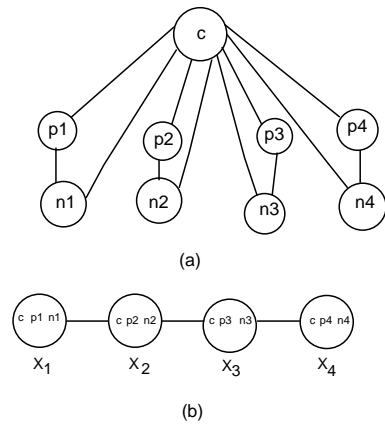 c
p1 p2 p3 p4
n1 n2 n3 n4
(a)
c p1 n1 c p2 n2 c p3 n3 c p4 n4
X1 X2 X3 X4
(b)